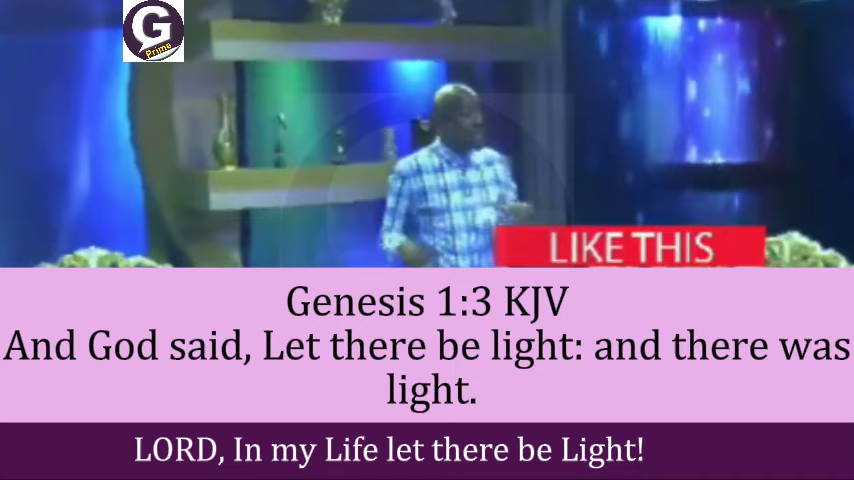 G
Prime
LIKE THIS
Genesis 1:3 KJV
And God said, Let there be light: and there was
light.
LORD, In my Life let there be Light!